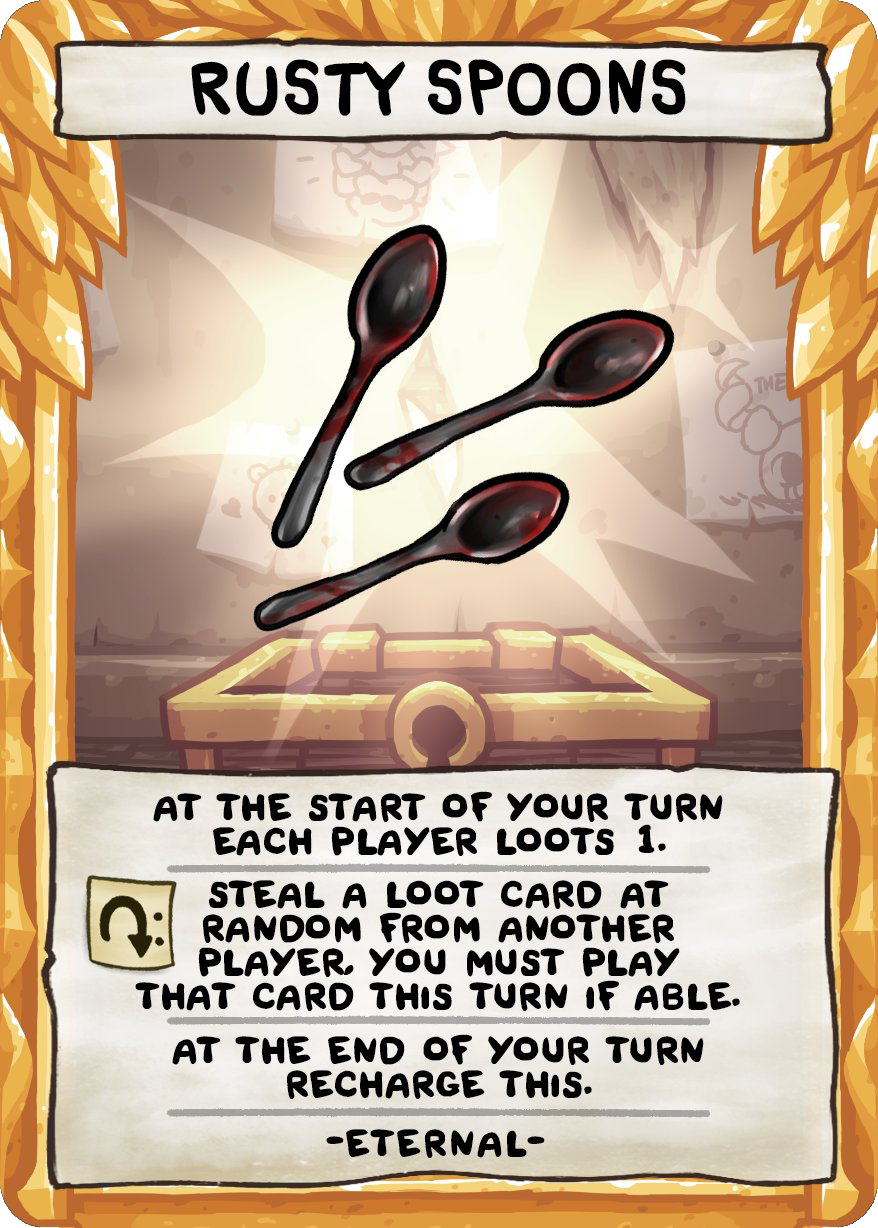 RUSTY SPOONS
THE
AT THE START OF YOUR TURN
EACH PLAYER LOOTS 1.
STEAL A LOOT CARD AT
RANDOM FROM ANOTHER
PLAYER. YOU MUST PLAY
THAT CARD THIS TURN IF ABLE.
AT THE END OF YOUR TURN
RECHARGE THIS.
-ETERNAL-